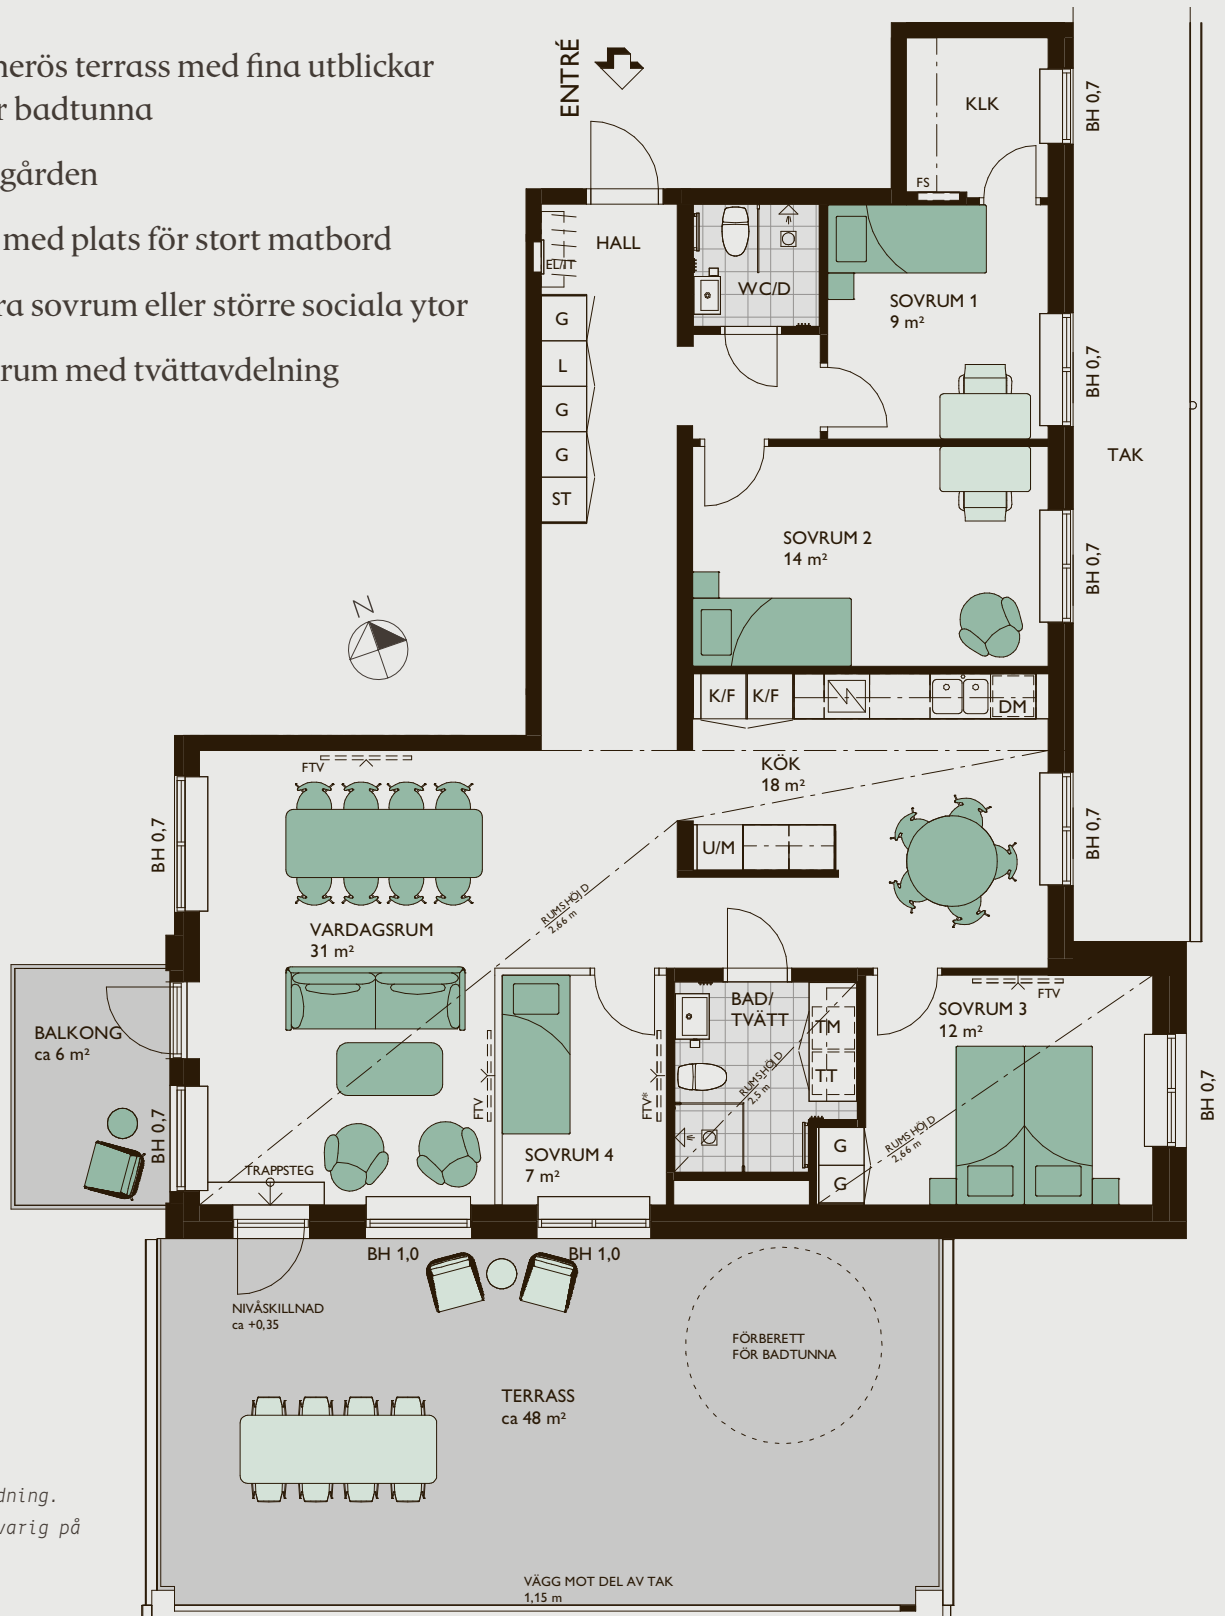 nerös terrass med fina utblickar
r badtunna
gården
med plats för stort matbord
ra sovrum eller större sociala ytor
rum med tvättavdelning
ENTRÉ
KLK
BH 0,7
FS
HALL
EL/IT
WC/D
SOVRUM 1
9 m²
G
L
G
G
ST
BH 0,7
TAK
SOVRUM 2
14 m²
BH 0,7
N
K/F
K/F
DM
KÖK
18 m²
FTV
BH 0,7
BH 0,7
U/M
RUMSHÖJD
2,66 m
VARDAGSRUM
31 m²
BALKONG
ca 6 m²
BAD/
TVÄTT
TM
TT
RUMSHÖJD
2,5 m
FTV
SOVRUM 3
12 m²
BH 0,7
BH 0,7
FTV
FTV*
RUMSHÖJD
2,66 m
G
G
SOVRUM 4
7 m²
TRAPPSTEG
BH 1,0
BH 1,0
NIVÅSKILLNAD
ca +0,35
FÖRBERETT
FÖR BADTUNNA
TERRASS
ca 48 m²
dning.
varig på
VÄGG MOT DEL AV TAK
1,15 m